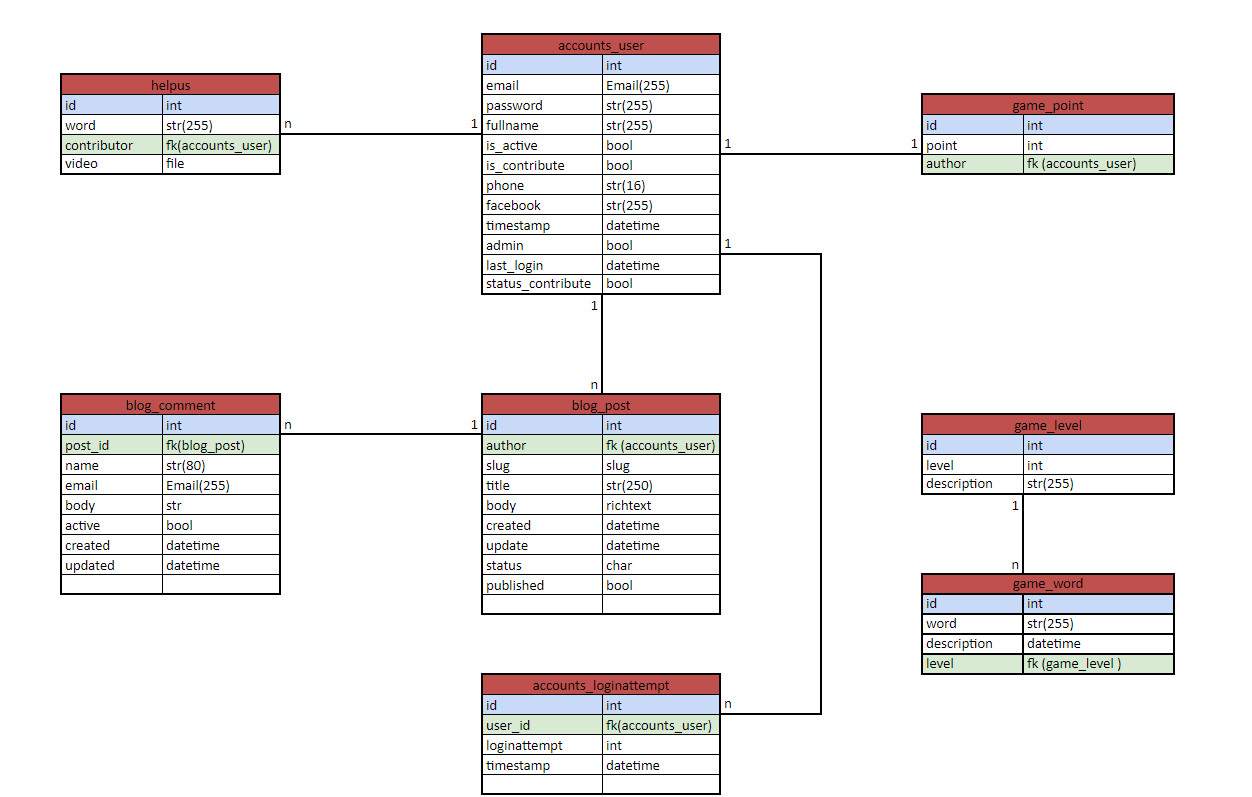 accounts_user
id int
email Email(255)
password str(255)
fullname str(255)
is_active bool
is_contribute bool
phone str(16)
facebook str(255)
timestamp datetime
admin bool
last_login datetime
status_contribute bool
helpus
id int
word str(255)
contributor fk(accounts_user)
video file
n 1
game_point
id int
point int
author fk (accounts_user)
1 1
1
1
n
blog_comment
id int
post_id fk(blog_post)
name str(80)
email Email(255)
body str
active bool
created datetime
updated datetime
n 1
blog_post
id int
author fk (accounts_user)
slug slug
title str(250)
body richtext
created datetime
update datetime
status char
published bool
game_level
id int
level int
description str(255)
1
n
game_word
id int
word str(255)
description datetime
level fk (game_level )
accounts_loginattempt
id int
user_id fk(accounts_user)
loginattempt int
timestamp datetime
n